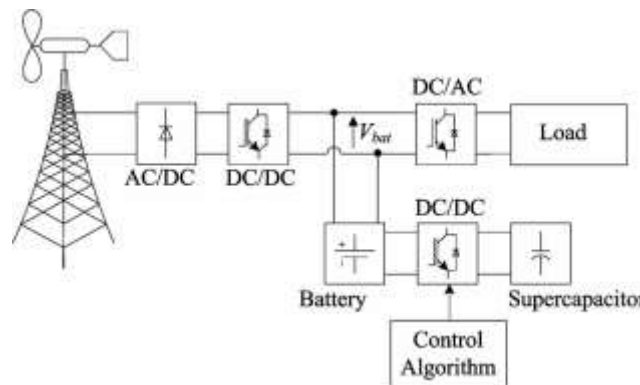 DC/AC
V_bat
Load
AC/DC
DC/DC
DC/DC
Battery
Supercapacitor
Control
Algorithm